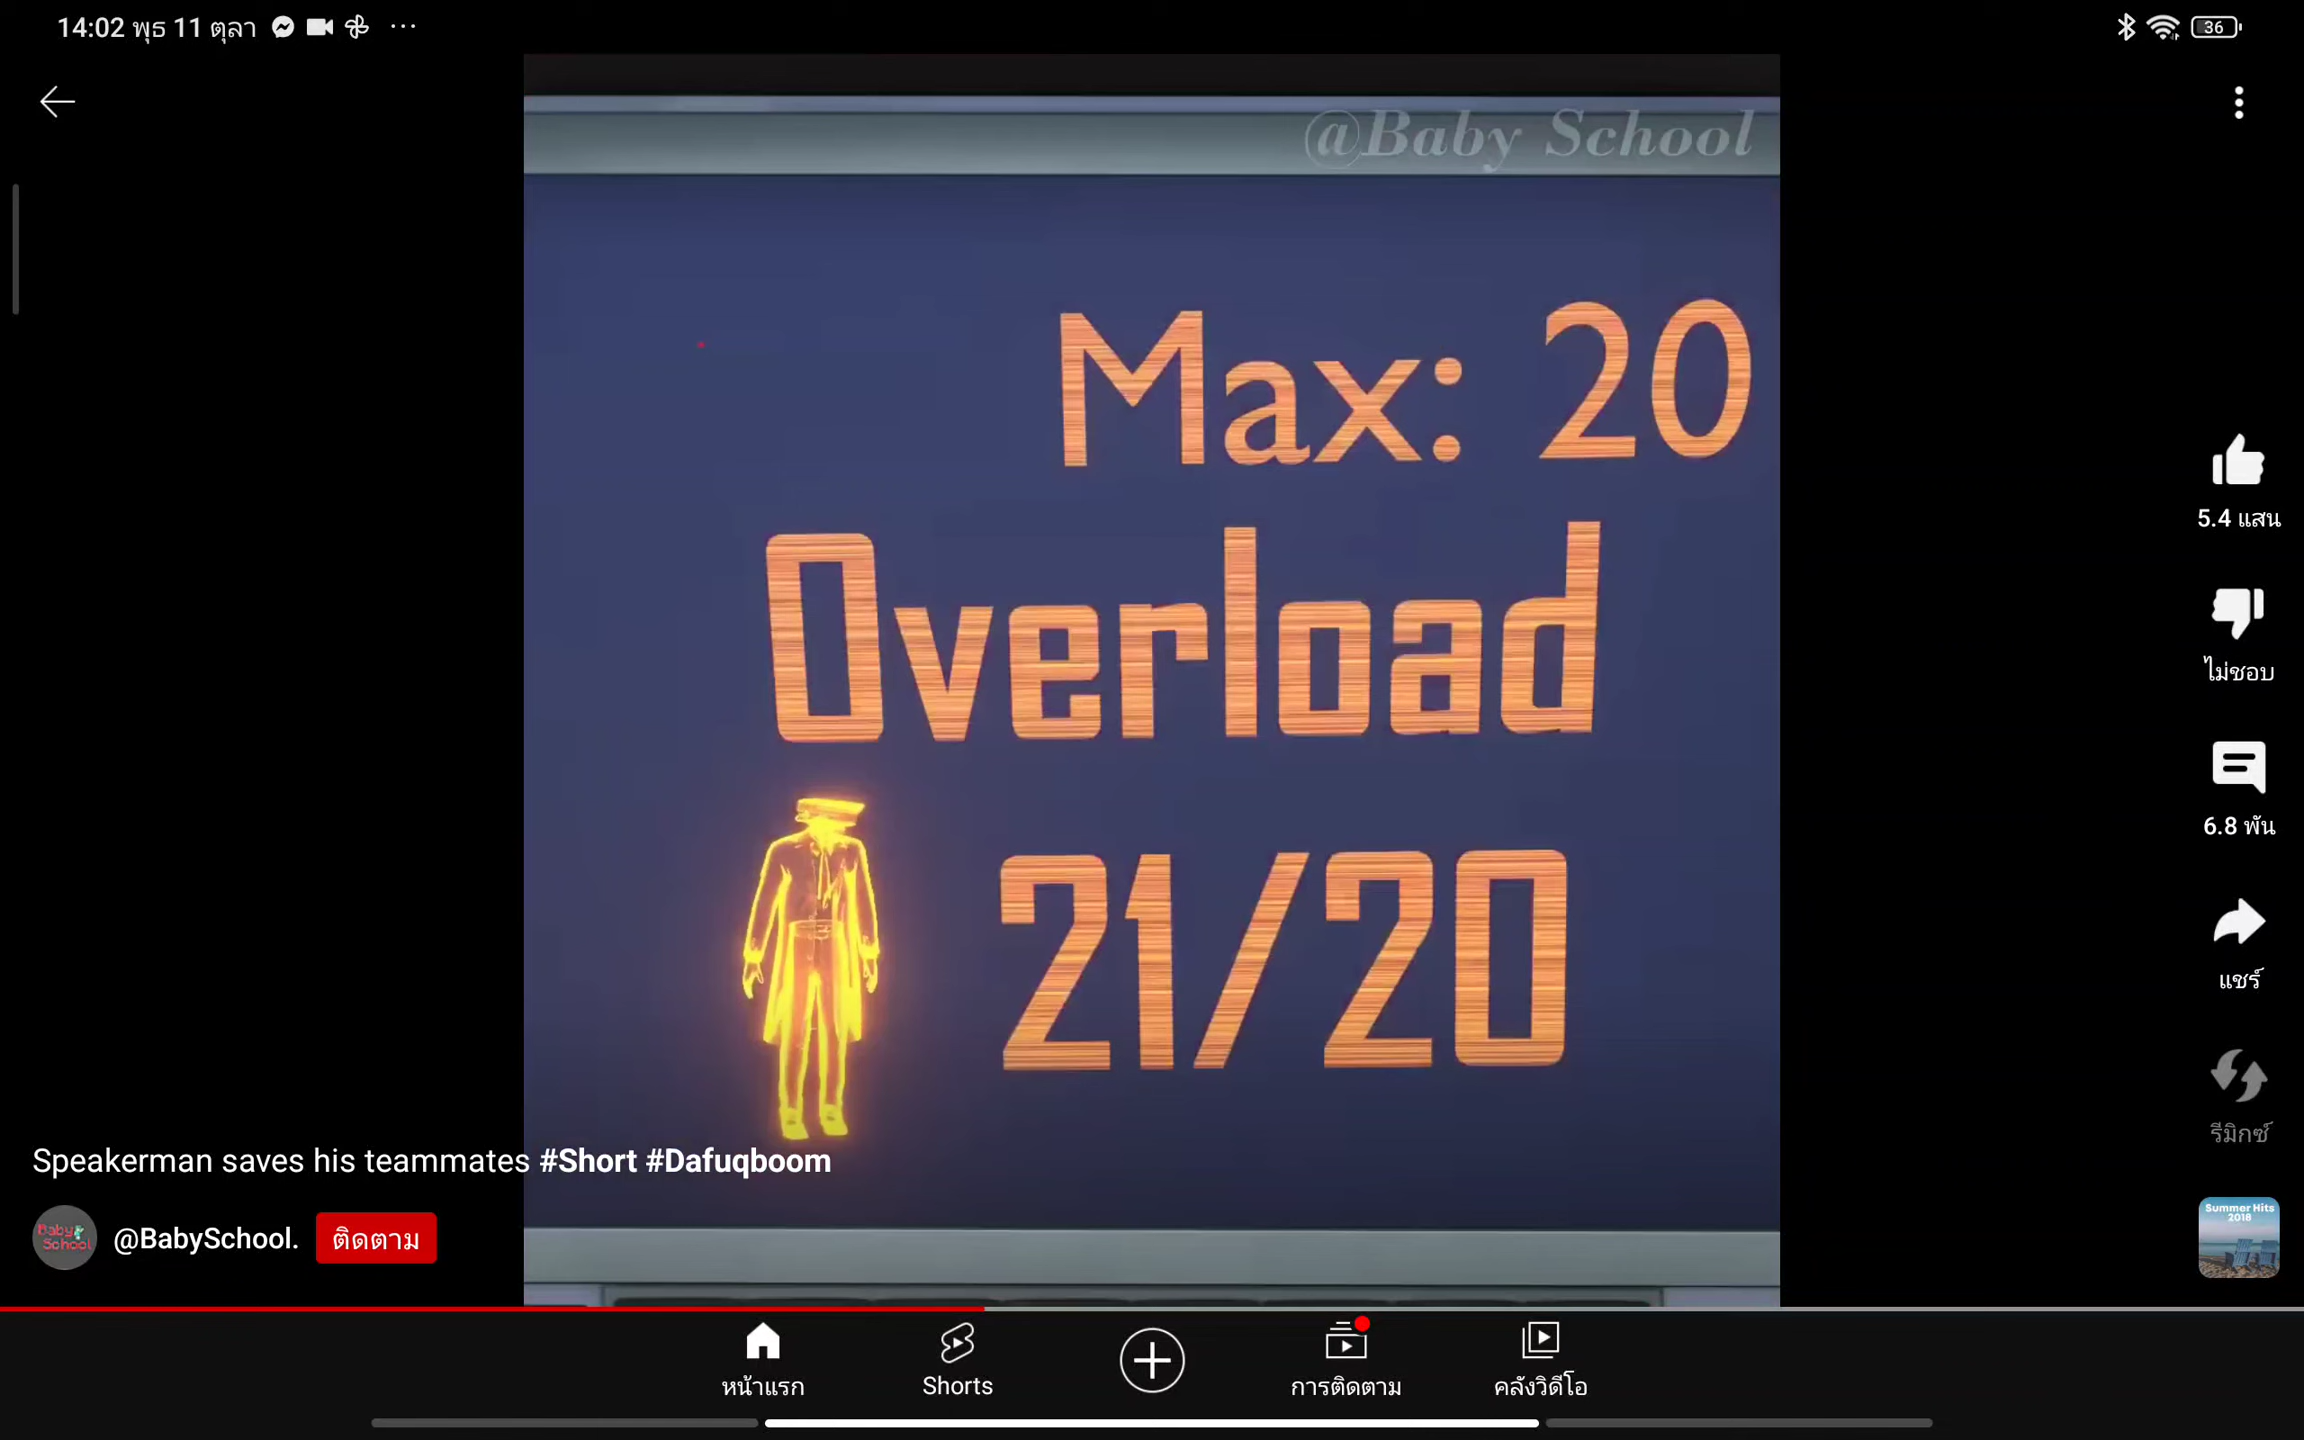 14:02 พุธ 11 ตุลา
36
@Baby School
Max: 20
Overload
21/20
5.4 แสน
ไม่ชอบ
6.8 พัน
แชร์
รีมิกซ์
Speakerman saves his teammates #Short #Dafuqboom
Baby School
@BabySchool.
ติดตาม
Summer Hits
2018
หน้าแรก
Shorts
การติดตาม
คลังวิดีโอ